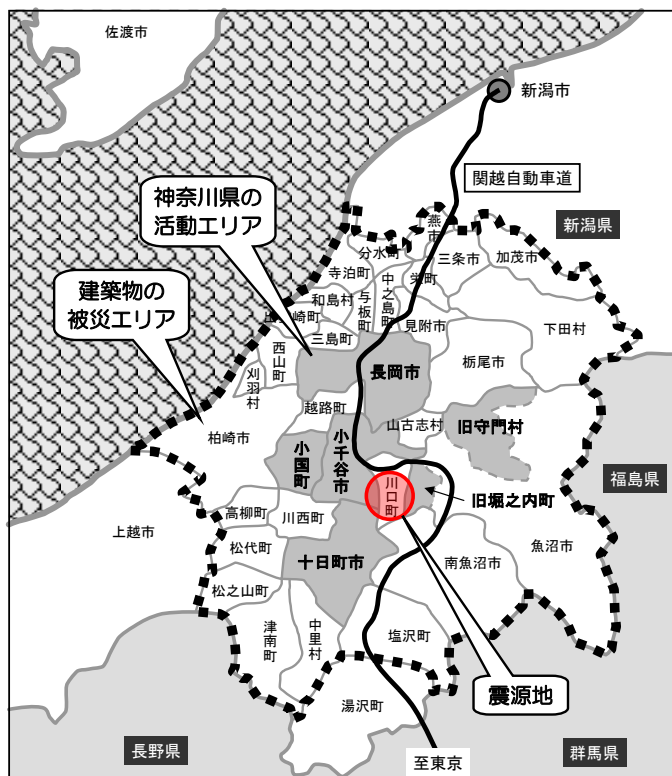 佐渡市
新潟市
関越自動車道
新潟県
神奈川県の
活動エリア
建築物の
被災エリア
燕市
分水町
三条市
加茂市
寺泊町
栄町
中之島町
和島村
与板町
下田村
崎町
見附市
三島町
西山町
刈羽村
長岡市
栃尾市
越路町
山古志村
旧守門村
柏崎市
小国町
小千谷市
川口町
旧堀之内町
福島県
上越市
高柳町
川西町
魚沼市
松代町
十日町市
南魚沼市
松之山町
津南町
中里村
塩沢町
震源地
湯沢町
長野県
至東京
群馬県